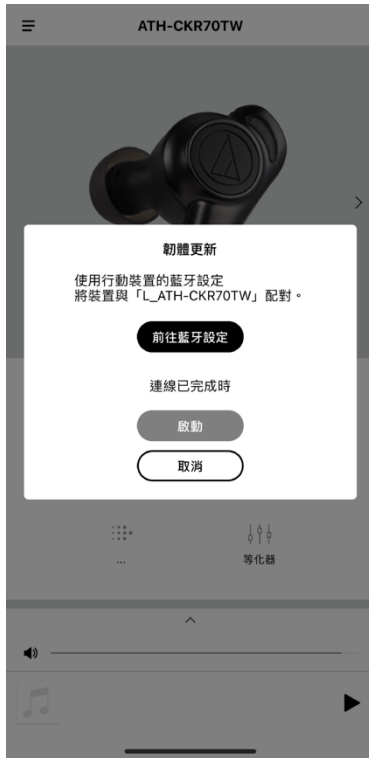 ATH-CKR70TW
韌體更新
使用行動裝置的藍牙設定
將裝置與「L_ATH-CKR70TW」配對。
前往藍牙設定
連線已完成時
啟動
取消
...
等化器